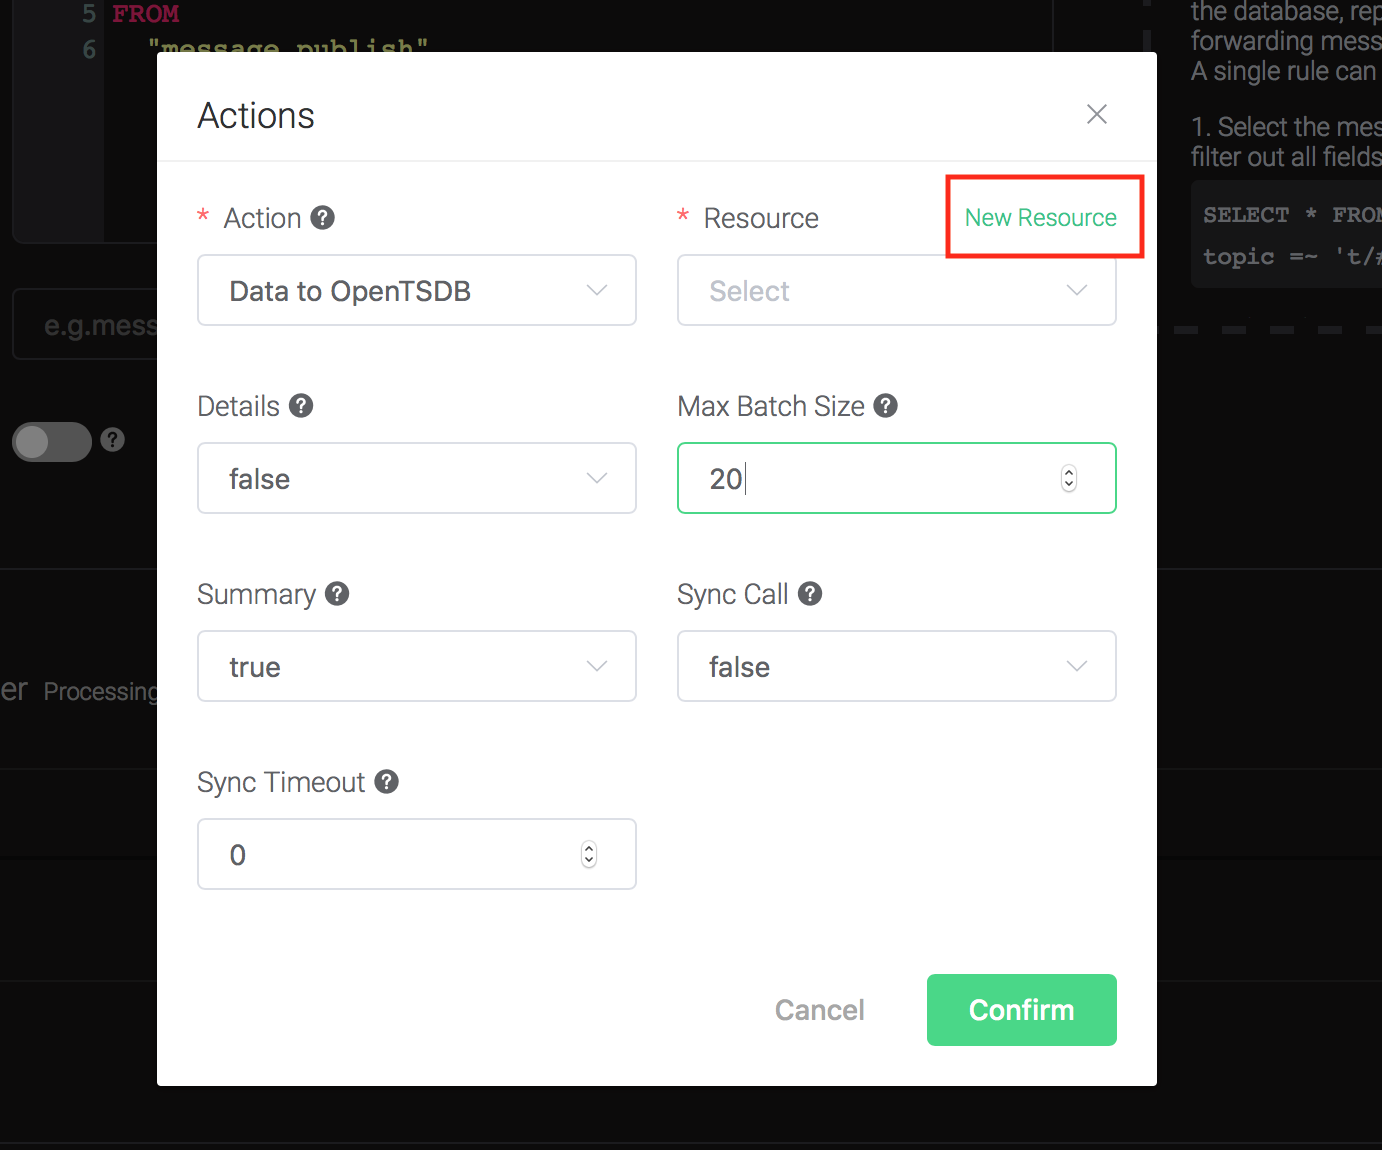 5 FROM
6 "message.publish"
the database, rep
forwarding mess
A single rule can
1. Select the mes
filter out all fields
SELECT * FROM
topic =~ 't/#
e.g.mess
er Processing
Actions
* Action ?
* Resource
New Resource
Data to OpenTSDB
Select
Details ?
Max Batch Size ?
false
20
Summary ?
Sync Call ?
true
false
Sync Timeout ?
0
Cancel
Confirm